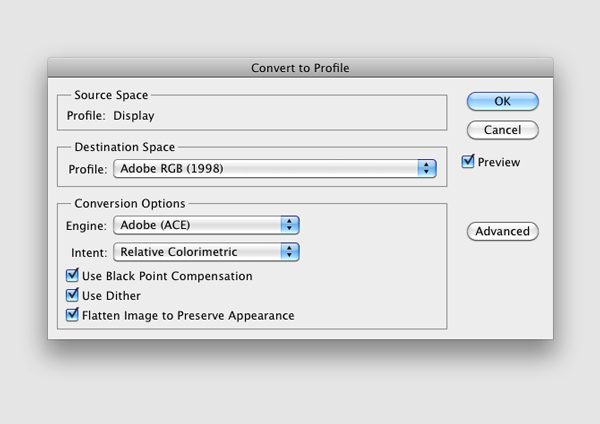 Convert to Profile
Source Space
Profile: Display
OK
Cancel
Destination Space
Profile: Adobe RGB (1998)
Preview
Conversion Options
Engine: Adobe (ACE)
Advanced
Intent: Relative Colorimetric
Use Black Point Compensation
Use Dither
Flatten Image to Preserve Appearance